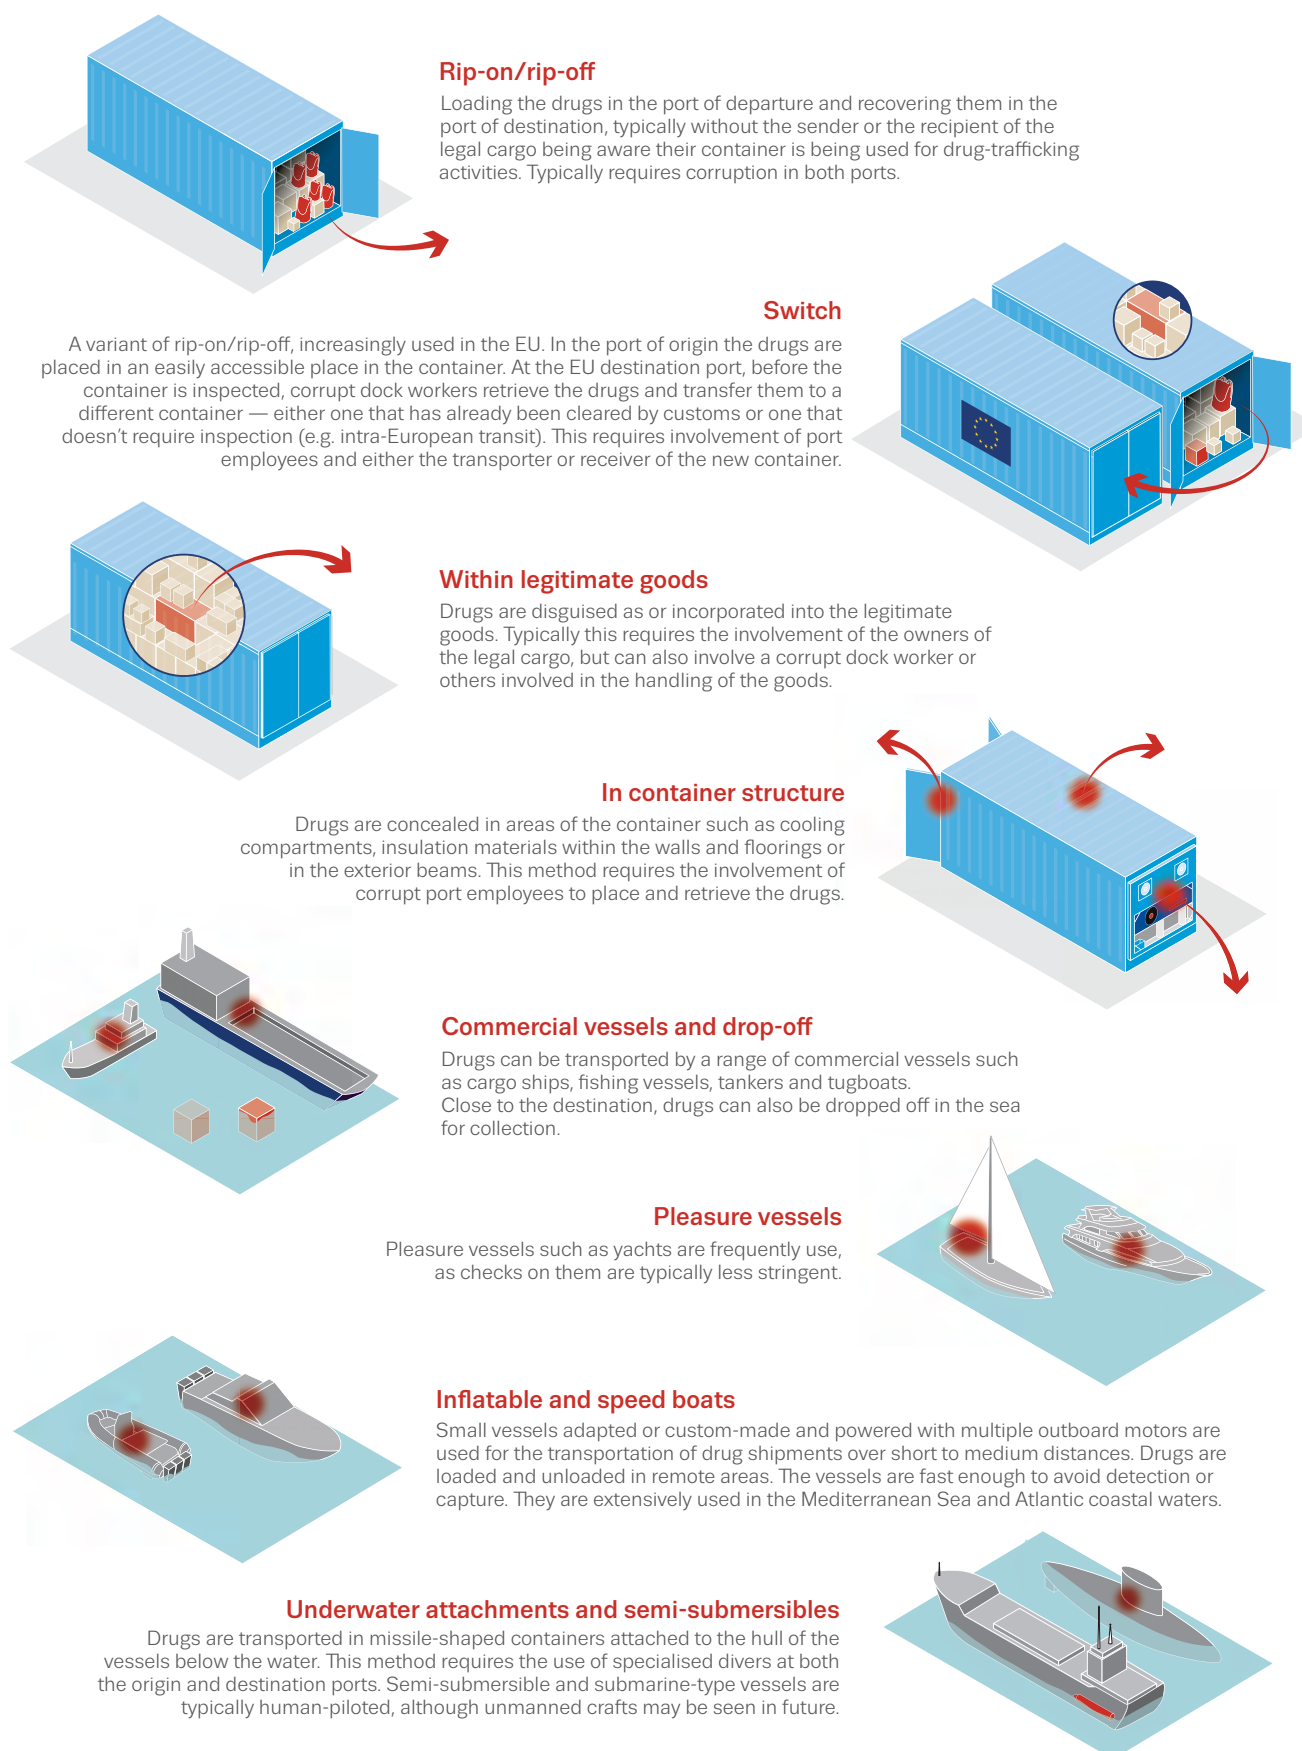 Rip-on/rip-off
Loading the drugs in the port of departure and recovering them in the
port of destination, typically without the sender or the recipient of the
legal cargo being aware their container is being used for drug-trafficking
activities. Typically requires corruption in both ports.
Switch
A variant of rip-on/rip-off, increasingly used in the EU. In the port of origin the drugs are
placed in an easily accessible place in the container. At the EU destination port, before the
container is inspected, corrupt dock workers retrieve the drugs and transfer them to a
different container — either one that has already been cleared by customs or one that
doesn’t require inspection (e.g. intra-European transit). This requires involvement of port
employees and either the transporter or receiver of the new container.
Within legitimate goods
Drugs are disguised as or incorporated into the legitimate
goods. Typically this requires the involvement of the owners of
the legal cargo, but can also involve a corrupt dock worker or
others involved in the handling of the goods.
In container structure
Drugs are concealed in areas of the container such as cooling
compartments, insulation materials within the walls and floorings or
in the exterior beams. This method requires the involvement of
corrupt port employees to place and retrieve the drugs.
Commercial vessels and drop-off
Drugs can be transported by a range of commercial vessels such
as cargo ships, fishing vessels, tankers and tugboats.
Close to the destination, drugs can also be dropped off in the sea
for collection.
Pleasure vessels
Pleasure vessels such as yachts are frequently use,
as checks on them are typically less stringent.
Inflatable and speed boats
Small vessels adapted or custom-made and powered with multiple outboard motors are
used for the transportation of drug shipments over short to medium distances. Drugs are
loaded and unloaded in remote areas. The vessels are fast enough to avoid detection or
capture. They are extensively used in the Mediterranean Sea and Atlantic coastal waters.
Underwater attachments and semi-submersibles
Drugs are transported in missile-shaped containers attached to the hull of the
vessels below the water. This method requires the use of specialised divers at both
the origin and destination ports. Semi-submersible and submarine-type vessels are
typically human-piloted, although unmanned crafts may be seen in future.